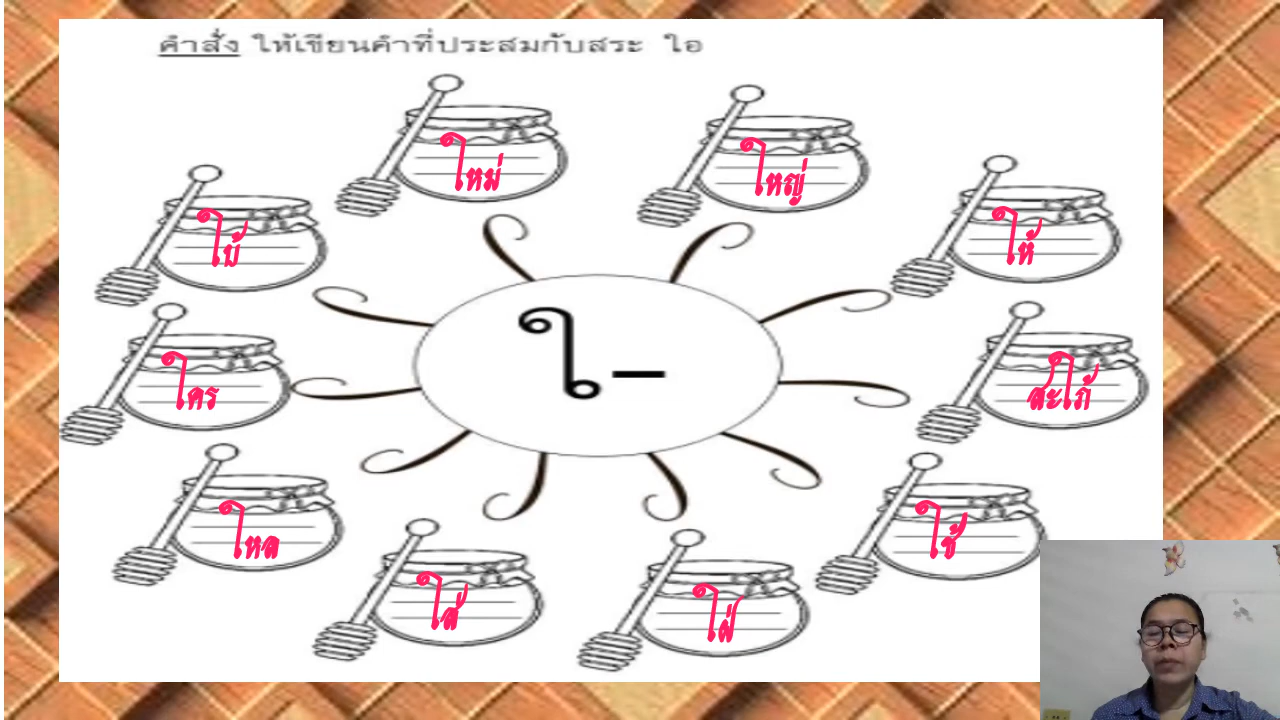 คำสั่ง ให้เขียนคำที่ประสมกับสระ ใอ
ใหม่
ใหญ่
ใบ้
ให้
ใ-
ใคร
สะใภ้
ใหล
ใช้
ใส่
ใฝ่